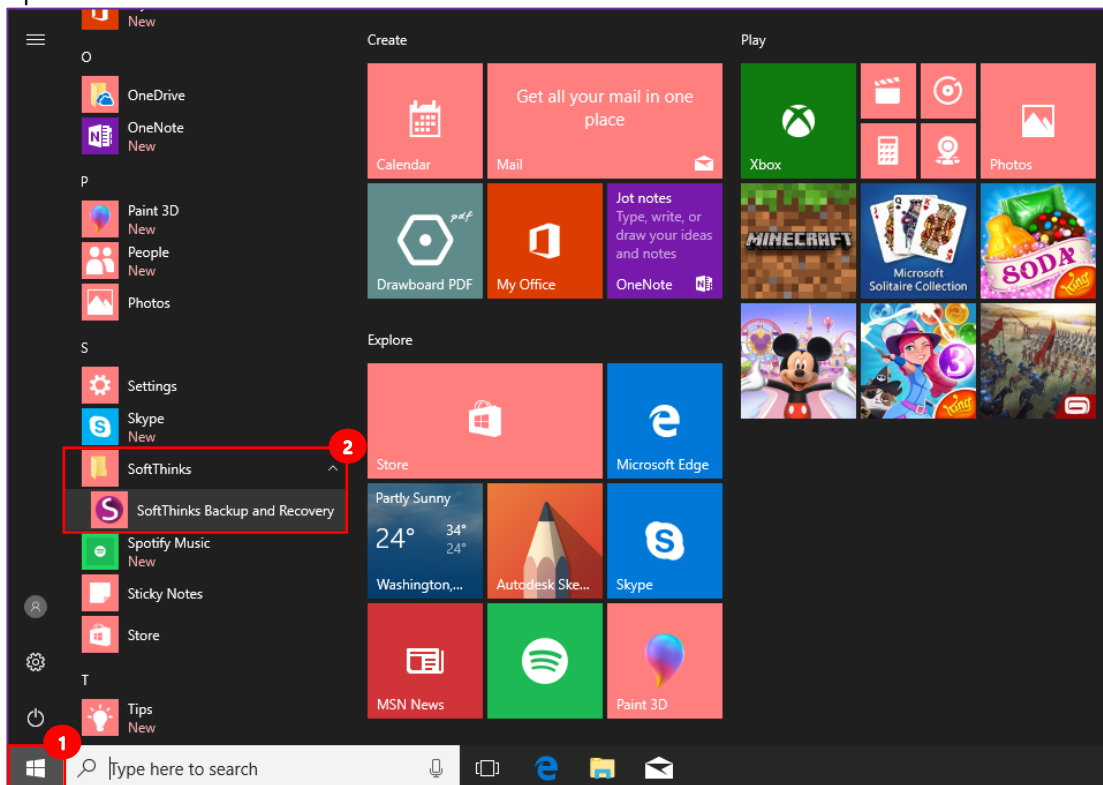 New
O
OneDrive
OneNote
New
P
Paint 3D
New
People
New
Photos
S
Settings
Skype
New
2
SoftThinks
SoftThinks Backup and Recovery
Spotify Music
New
Sticky Notes
Store
T
Tips
New
1
Type here to search
Create
Calendar
Get all your mail in one
place
Mail
Drawboard PDF
pdf
My Office
Jot notes
Type, write, or
draw your ideas
and notes
OneNote
Explore
Store
Microsoft Edge
Partly Sunny
24° 34°
24°
Washington,...
Autodesk Ske...
Skype
MSN News
Paint 3D
Play
Xbox
Photos
MINECRAFT
Microsoft
Solitaire Collection
SODA
King
3
King